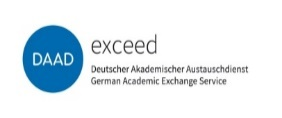 DAAD
exceed
Deutscher Akademischer Austauschdienst
German Academic Exchange Service